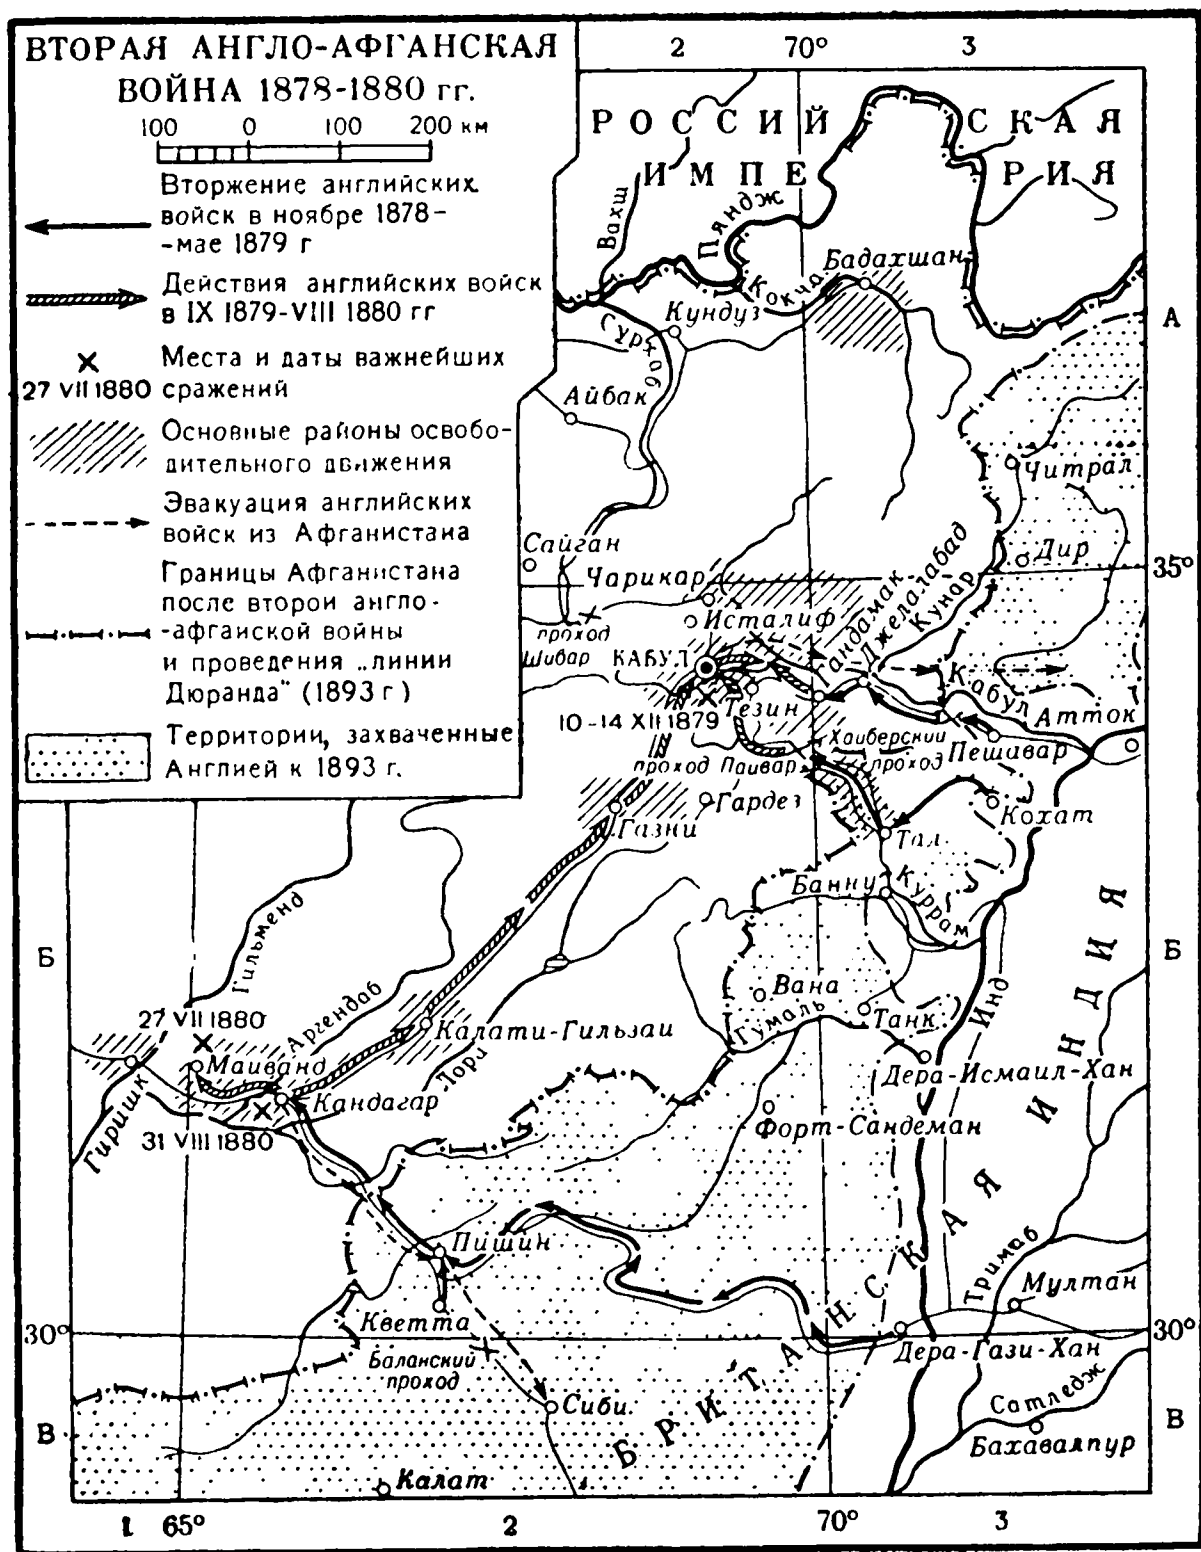 ВТОРАЯ АНГЛО-АФГАНСКАЯ
ВОЙНА 1878-1880 гг.
100 0 100 200 км
Вторжение английских
войск в ноябре 1878-
-мае 1879 г
Действия английских войск
в IX 1879-VIII 1880 гг
Места и даты важнейших
27 VII 1880 сражений
Основные районы освобо-
дительного движения
Эвакуация английских
войск из Афганистана
Границы Афганистана
после второй англо-
-афганской войны
и проведения „линии
Дюранда" (1893 г)
Территории, захваченные
Англией к 1893 г.
2 70° 3
РОССИЙСКАЯ
ИМПЕРИЯ
Вахш
Пяндж
Кокча
Бадахшан
Кундуз
Сурхоб
Айбак
А
Читрал
Дир
Сайган
Чарикар
35°
Исталиф
проход
Шивар
КАБУЛ
Гандамак
Джелалабад
Кунар
Кабул
Атток
Тезин
10-14 XII 1879
Хайберский
проход
Пешавар
проход Пайвар
Гардез
Газни
Кохат
Тал
Банну
Куррам
Гильменд
Б
Б
Аргендаб
Вана
Гумаль
Танк
Инд
27 VII 1880
Калати-Гильзаи
Лори
Маиванд
Дера-Исмаил-Хан
Кандагар
Гиришк
31 VIII 1880
Форт-Сандеман
БРИТАНСКАЯ ИНДИЯ
Пишин
Тримаб
Мултан
30°
Кветта
30°
Дера-Гази-Хан
Баланский
проход
Сиби
Сатледж
В
В
Бахавалпур
Калат
1 65° 2 70° 3